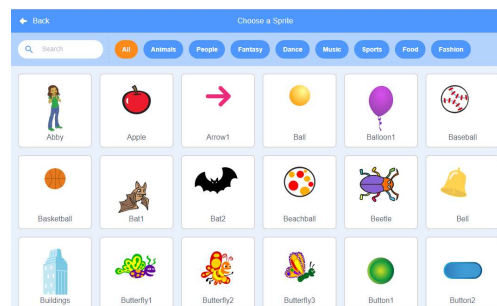 Back Choose a Sprite
Search All Animals People Fantasy Dance Music Sports Food Fashion
Abby Apple Arrow1 Ball Balloon1 Baseball
Basketball Bat1 Bat2 Beachball Beetle Bell
Buildings Butterfly1 Butterfly2 Butterfly3 Button1 Button2